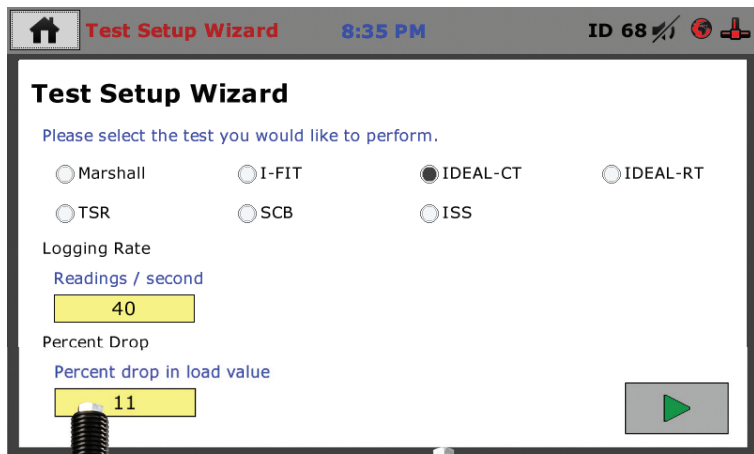 Test Setup Wizard 8:35 PM ID 68
Test Setup Wizard
Please select the test you would like to perform.
Marshall I-FIT IDEAL-CT IDEAL-RT
TSR SCB ISS
Logging Rate
Readings / second
40
Percent Drop
Percent drop in load value
11